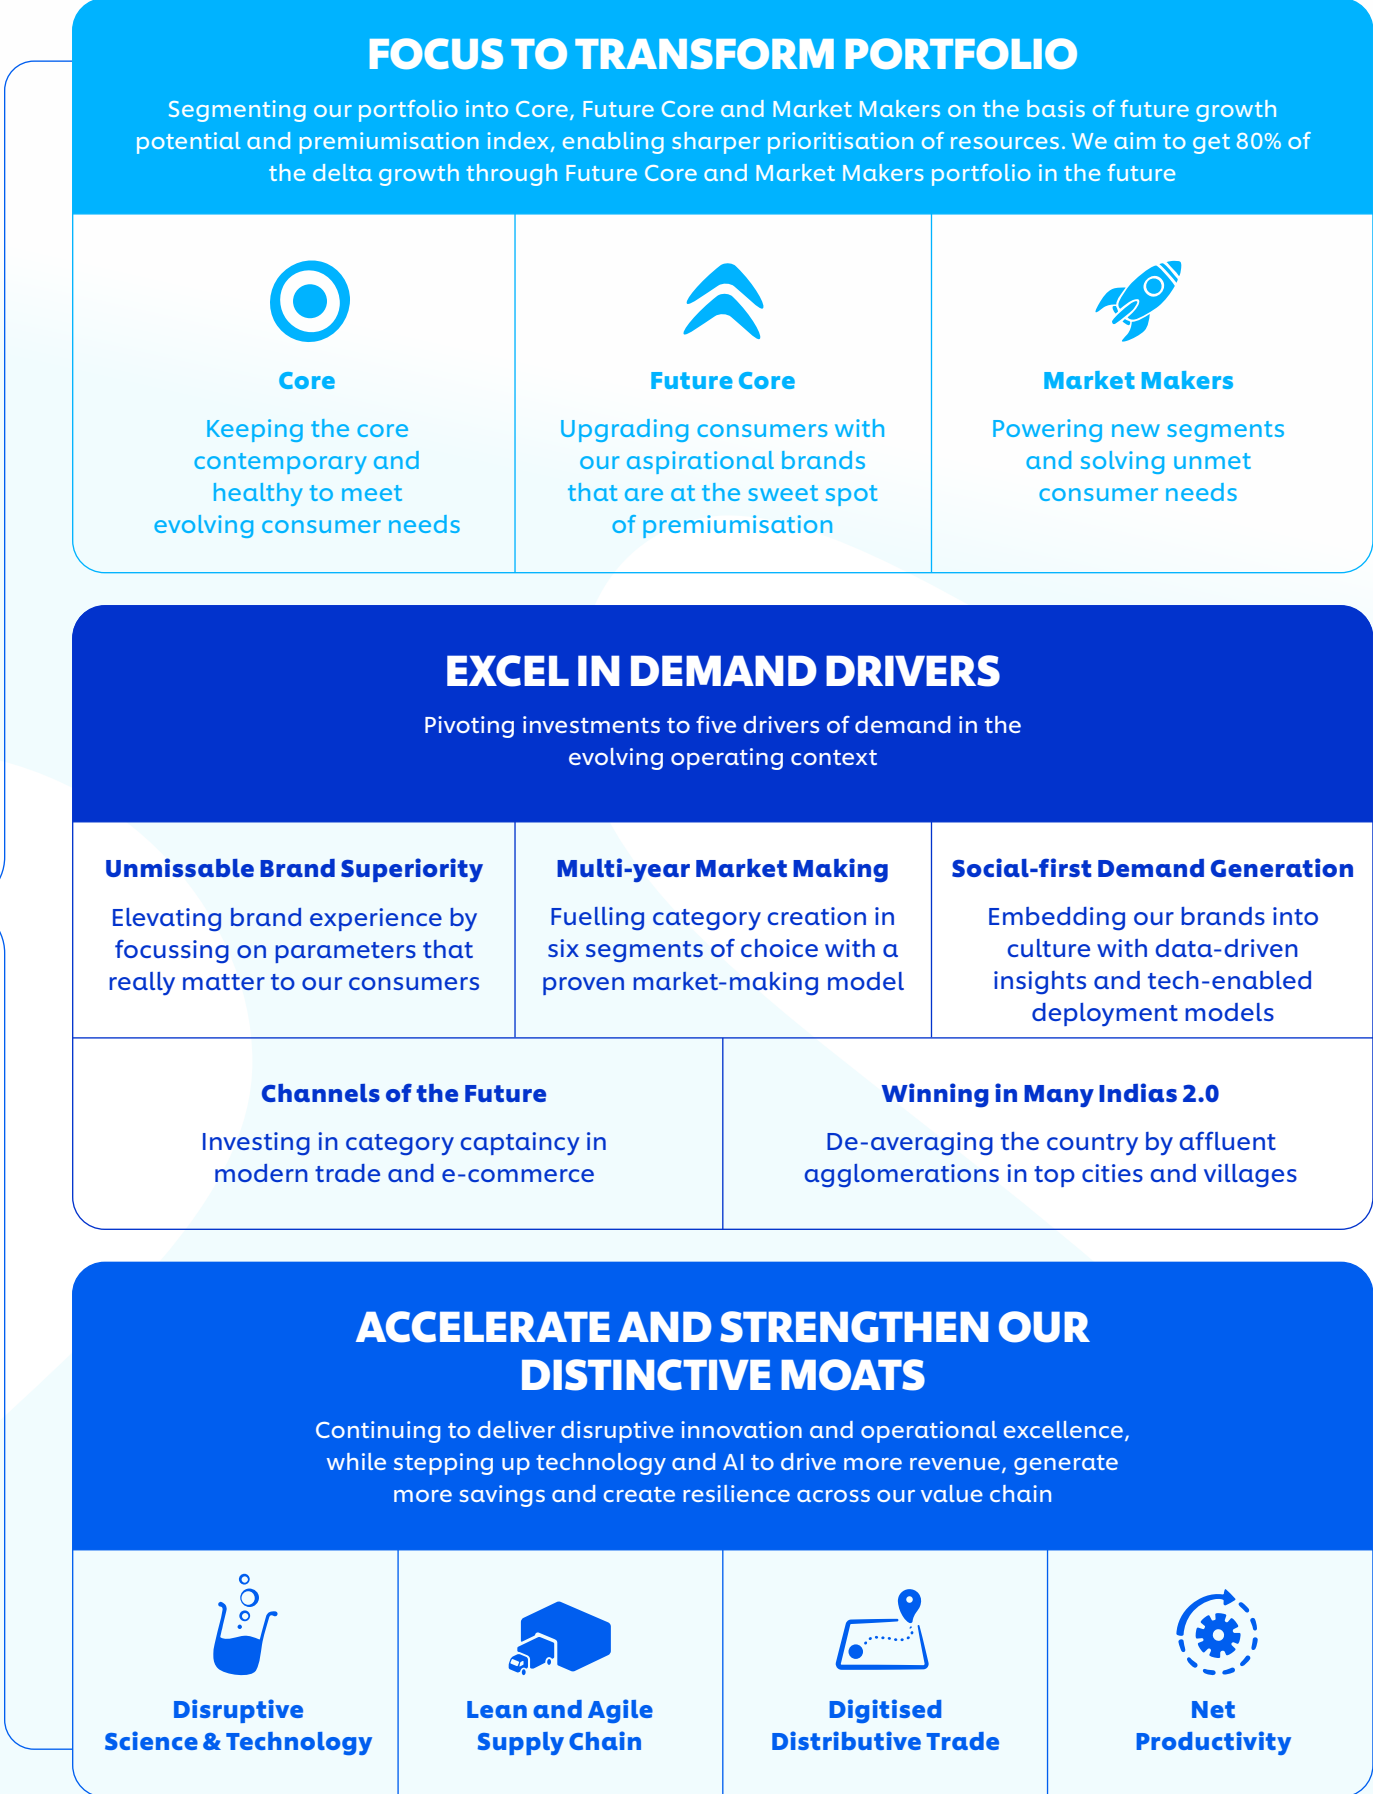 FOCUS TO TRANSFORM PORTFOLIO
Segmenting our portfolio into Core, Future Core and Market Makers on the basis of future growth
potential and premiumisation index, enabling sharper prioritisation of resources. We aim to get 80% of
the delta growth through Future Core and Market Makers portfolio in the future
Core
Keeping the core
contemporary and
healthy to meet
evolving consumer needs
Future Core
Upgrading consumers with
our aspirational brands
that are at the sweet spot
of premiumisation
Market Makers
Powering new segments
and solving unmet
consumer needs
EXCEL IN DEMAND DRIVERS
Pivoting investments to five drivers of demand in the
evolving operating context
Unmissable Brand Superiority
Elevating brand experience by
focussing on parameters that
really matter to our consumers
Multi-year Market Making
Fuelling category creation in
six segments of choice with a
proven market-making model
Social-first Demand Generation
Embedding our brands into
culture with data-driven
insights and tech-enabled
deployment models
Channels of the Future
Investing in category captaincy in
modern trade and e-commerce
Winning in Many Indias 2.0
De-averaging the country by affluent
agglomerations in top cities and villages
ACCELERATE AND STRENGTHEN OUR
DISTINCTIVE MOATS
Continuing to deliver disruptive innovation and operational excellence,
while stepping up technology and AI to drive more revenue, generate
more savings and create resilience across our value chain
Disruptive
Science & Technology
Lean and Agile
Supply Chain
Digitised
Distributive Trade
Net
Productivity